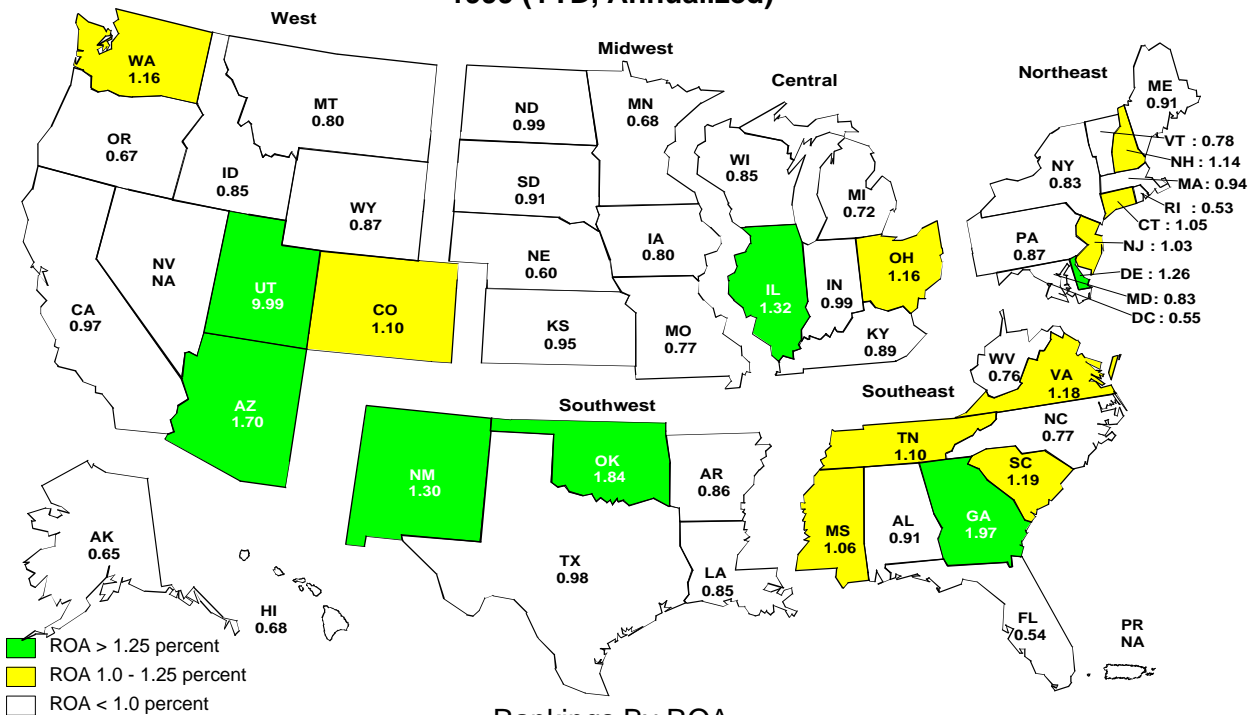 (YTD, Annualized)
West
Midwest
Central
Northeast
WA
1.16
MT
0.80
OR
0.67
ID
0.85
WY
0.87
NV
NA
UT
9.99
CO
1.10
CA
0.97
AZ
1.70
AK
0.65
HI
0.68
ND
0.99
MN
0.68
SD
0.91
NE
0.60
IA
0.80
KS
0.95
MO
0.77
WI
0.85
MI
0.72
IL
1.32
IN
0.99
OH
1.16
KY
0.89
ME
0.91
VT : 0.78
NH : 1.14
MA : 0.94
RI : 0.53
CT : 1.05
NJ : 1.03
DE : 1.26
MD : 0.83
DC : 0.55
NY
0.83
PA
0.87
Southwest
NM
1.30
OK
1.84
AR
0.86
TX
0.98
LA
0.85
Southeast
WV
0.76
VA
1.18
NC
0.77
TN
1.10
SC
1.19
MS
1.06
AL
0.91
GA
1.97
FL
0.54
PR
NA
ROA > 1.25 percent
ROA 1.0 - 1.25 percent
ROA < 1.0 percent
Rankings By ROA